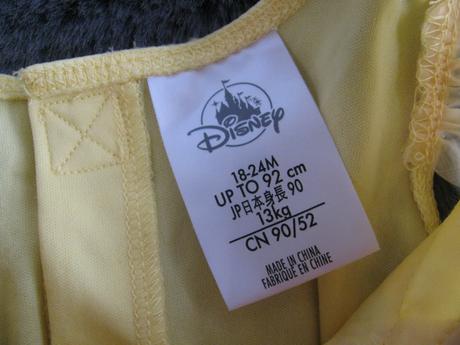 Disney
18-24M
UP TO 92 cm
JP日本身長 90
13kg
CN 90/52
MADE IN CHINA
FABRIQUÉ EN CHINE